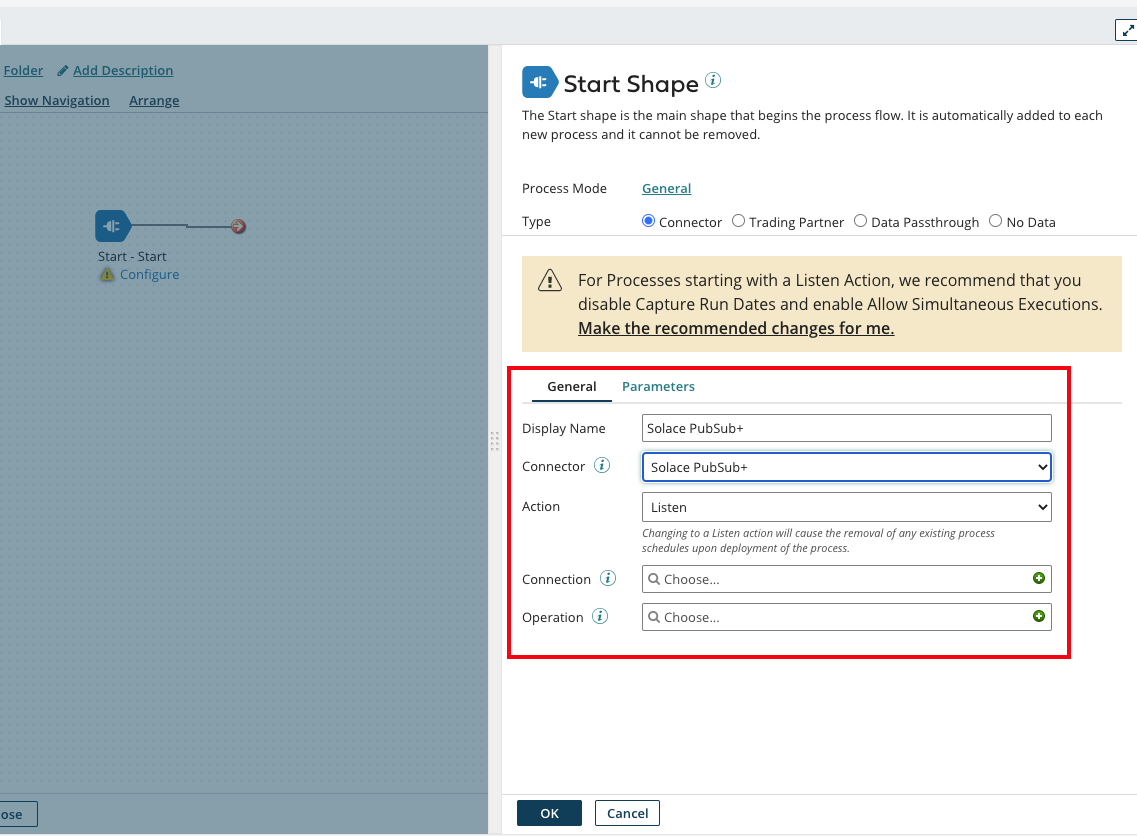 Folder Add Description
Show Navigation Arrange
Start - Start
Configure
ose
Start Shape
The Start shape is the main shape that begins the process flow. It is automatically added to each
new process and it cannot be removed.
Process Mode General
Type Connector Trading Partner Data Passthrough No Data
For Processes starting with a Listen Action, we recommend that you
disable Capture Run Dates and enable Allow Simultaneous Executions.
Make the recommended changes for me.
General Parameters
Display Name Solace PubSub+
Connector Solace PubSub+
Action Listen
Changing to a Listen action will cause the removal of any existing process
schedules upon deployment of the process.
Connection Choose...
Operation Choose...
OK Cancel